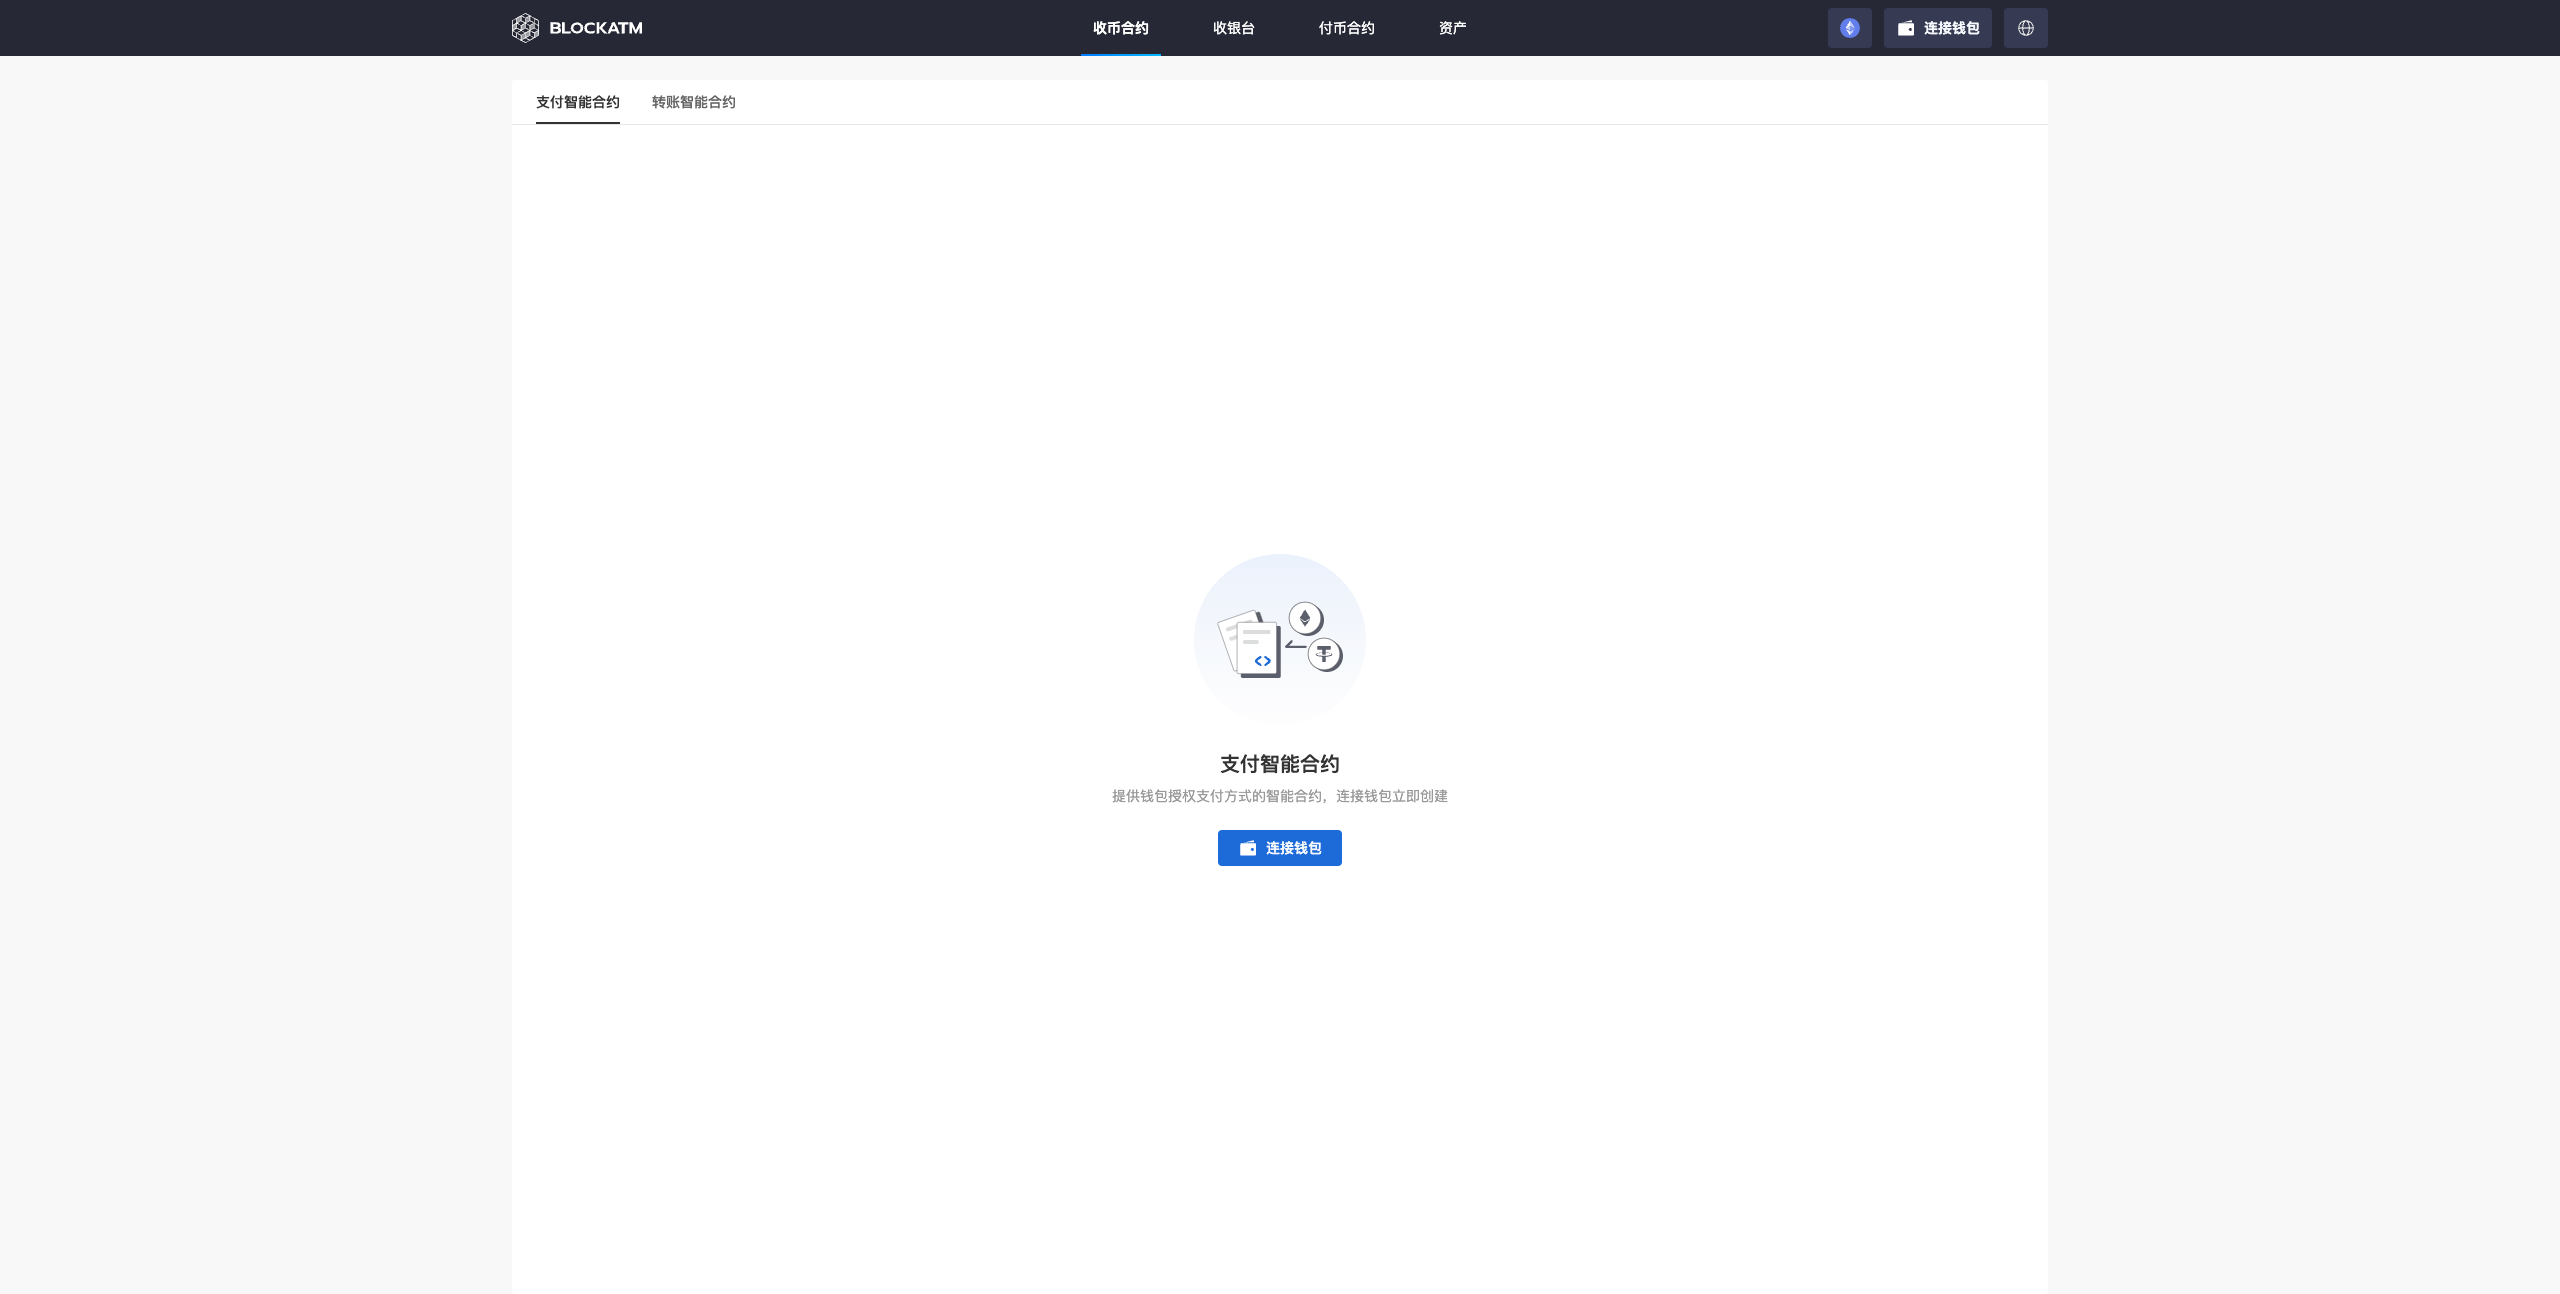 BLOCKATM
收币合约
收银台
付币合约
资产
连接钱包
支付智能合约
转账智能合约
支付智能合约
提供钱包授权支付方式的智能合约，连接钱包立即创建
连接钱包